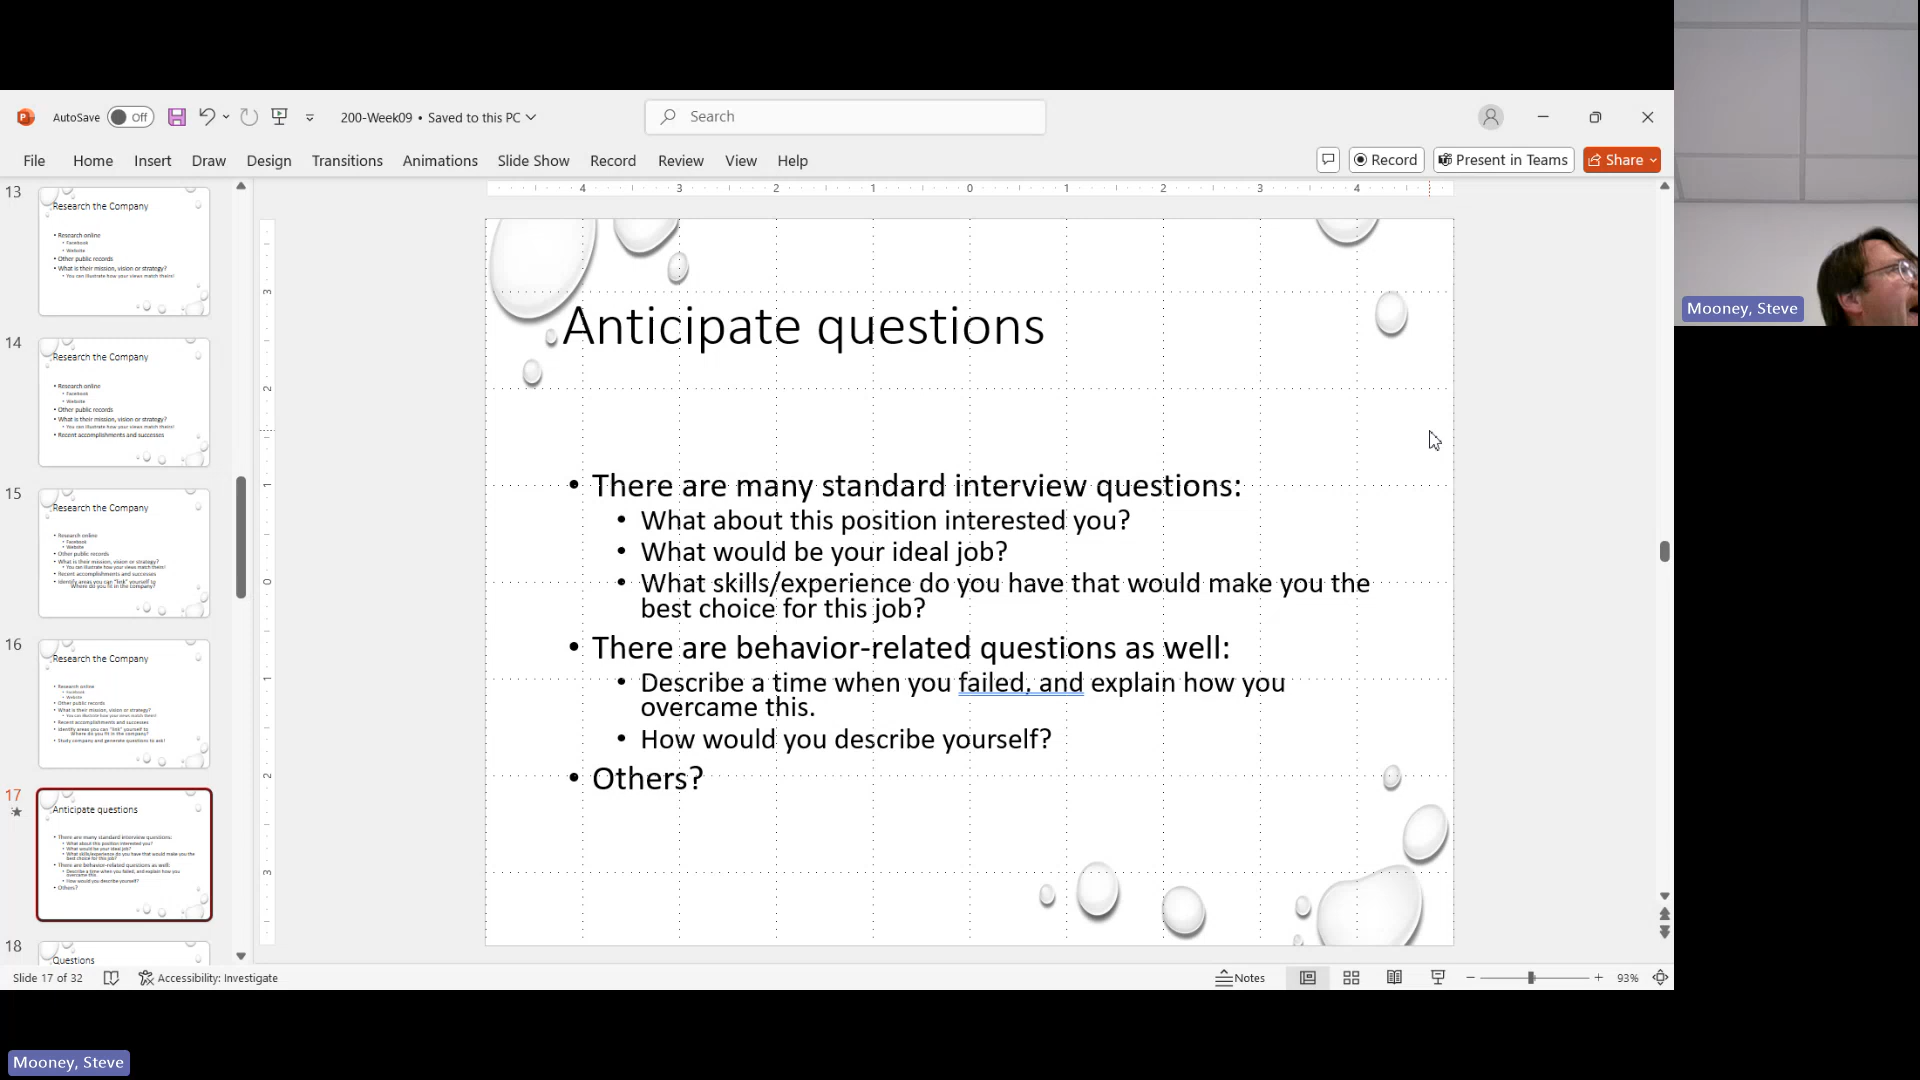 AutoSave Off 200-Week09 • Saved to this PC Search
File Home Insert Draw Design Transitions Animations Slide Show Record Review View Help Record Present in Teams Share
4 3 2 1 0 1 2 3 4
3 2 1 0 1 2 3
13
Research the Company
• Research online
• Facebook
• Website
• Other public records
• What is their mission, vision or strategy?
• You can illustrate how your views match theirs!
14
Research the Company
• Research online
• Facebook
• Website
• Other public records
• What is their mission, vision or strategy?
• You can illustrate how your views match theirs!
• Recent accomplishments and successes
15
Research the Company
• Research online
• Facebook
• Website
• Other public records
• What is their mission, vision or strategy?
• You can illustrate how your views match theirs!
• Recent accomplishments and successes
• Identify areas you can "link" yourself to
Where do you fit in the company?
16
Research the Company
• Research online
• Facebook
• Website
• Other public records
• What is their mission, vision or strategy?
• You can illustrate how your views match theirs!
• Recent accomplishments and successes
• Identify areas you can "link" yourself to
Where do you fit in the company?
• Study company and generate questions to ask!
17
Anticipate questions
• There are many standard interview questions:
• What about this position interested you?
• What would be your ideal job?
• What skills/experience do you have that would make you the
best choice for this job?
• There are behavior-related questions as well:
• Describe a time when you failed, and explain how you
overcame this.
• How would you describe yourself?
• Others?
18
Questions
Anticipate questions
• There are many standard interview questions:
• What about this position interested you?
• What would be your ideal job?
• What skills/experience do you have that would make you the
best choice for this job?
• There are behavior-related questions as well:
• Describe a time when you failed, and explain how you
overcame this.
• How would you describe yourself?
• Others?
Slide 17 of 32 Accessibility: Investigate Notes 93%
Mooney, Steve
Mooney, Steve